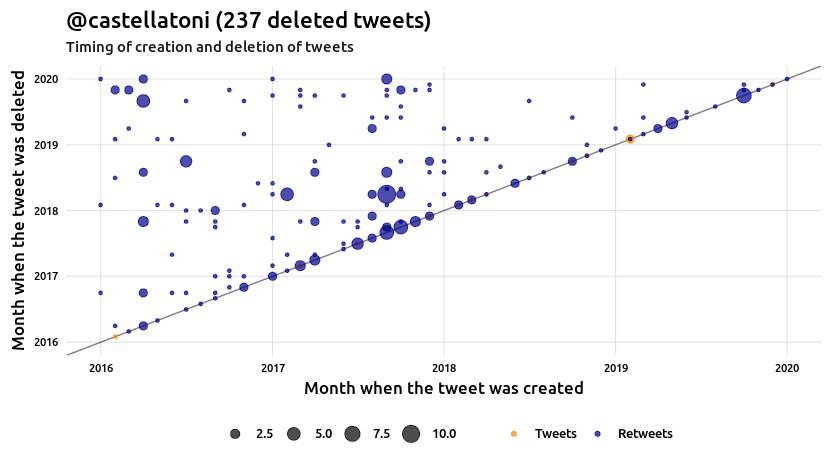 @castellatoni (237 deleted tweets)
Timing of creation and deletion of tweets
Month when the tweet was deleted
2020
2019
2018
2017
2016
2016 2017 2018 2019 2020
Month when the tweet was created
2.5 5.0 7.5 10.0 Tweets Retweets